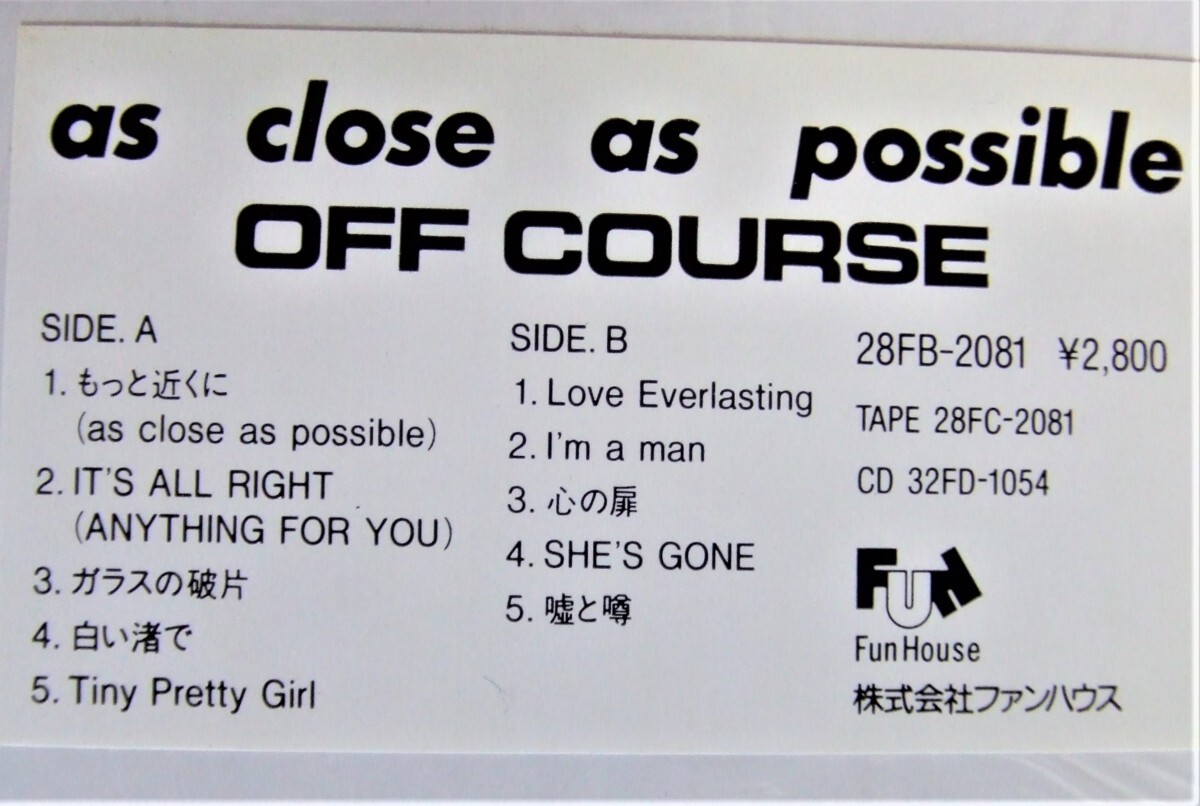 as close as possible
OFF COURSE
SIDE. A
1. もっと近くに
(as close as possible)
2. IT'S ALL RIGHT
(ANYTHING FOR YOU)
3. ガラスの破片
4. 白い渚で
5. Tiny Pretty Girl
SIDE. B
1. Love Everlasting
2. I'm a man
3. 心の扉
4. SHE'S GONE
5. 嘘と噂
28FB-2081 ¥2,800
TAPE 28FC-2081
CD 32FD-1054
FUN
Fun House
株式会社ファンハウス